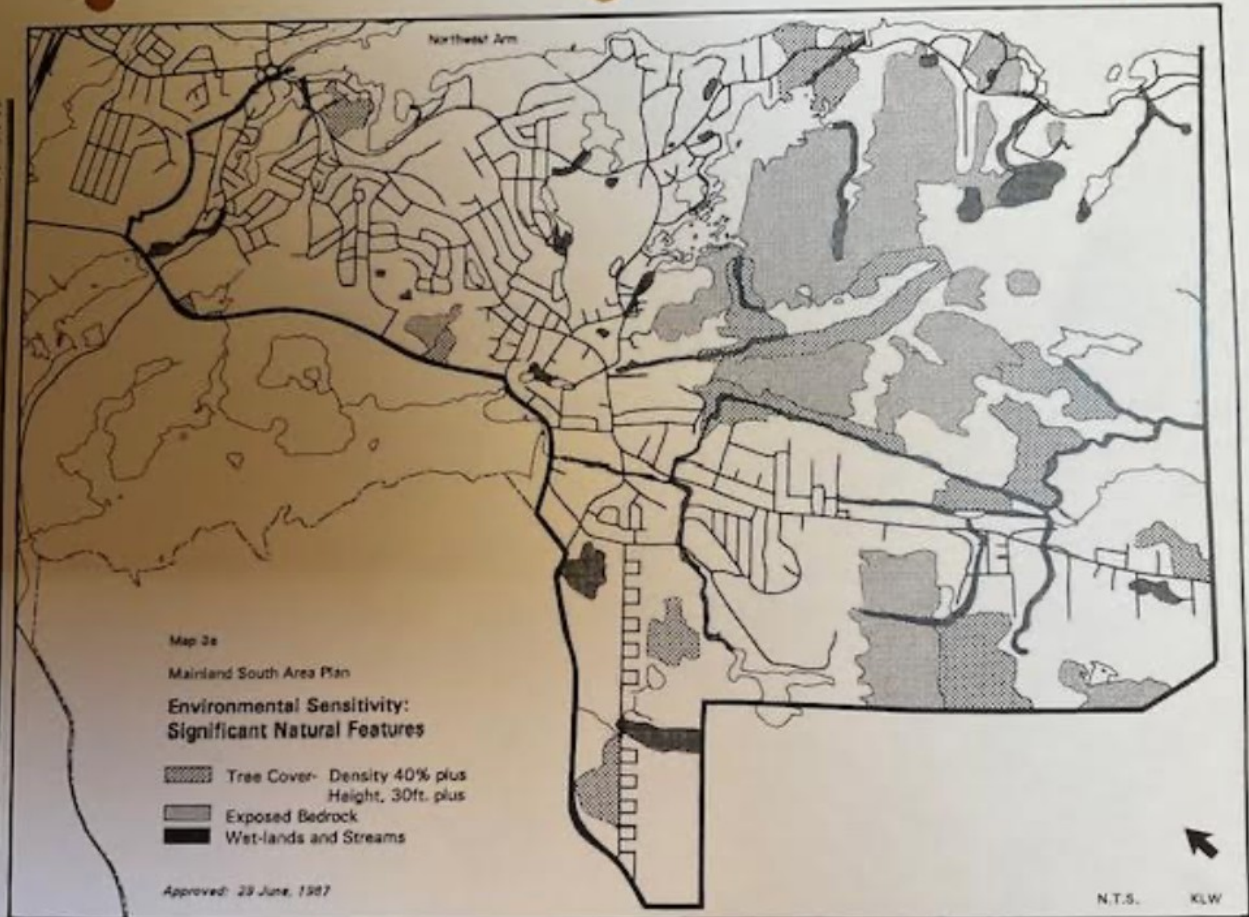 Northwest Arm
Map 3a
Mainland South Area Plan
Environmental Sensitivity:
Significant Natural Features
Tree Cover- Density 40% plus
Height, 30ft. plus
Exposed Bedrock
Wet-lands and Streams
Approved: 29 June, 1987
N.T.S. KLW